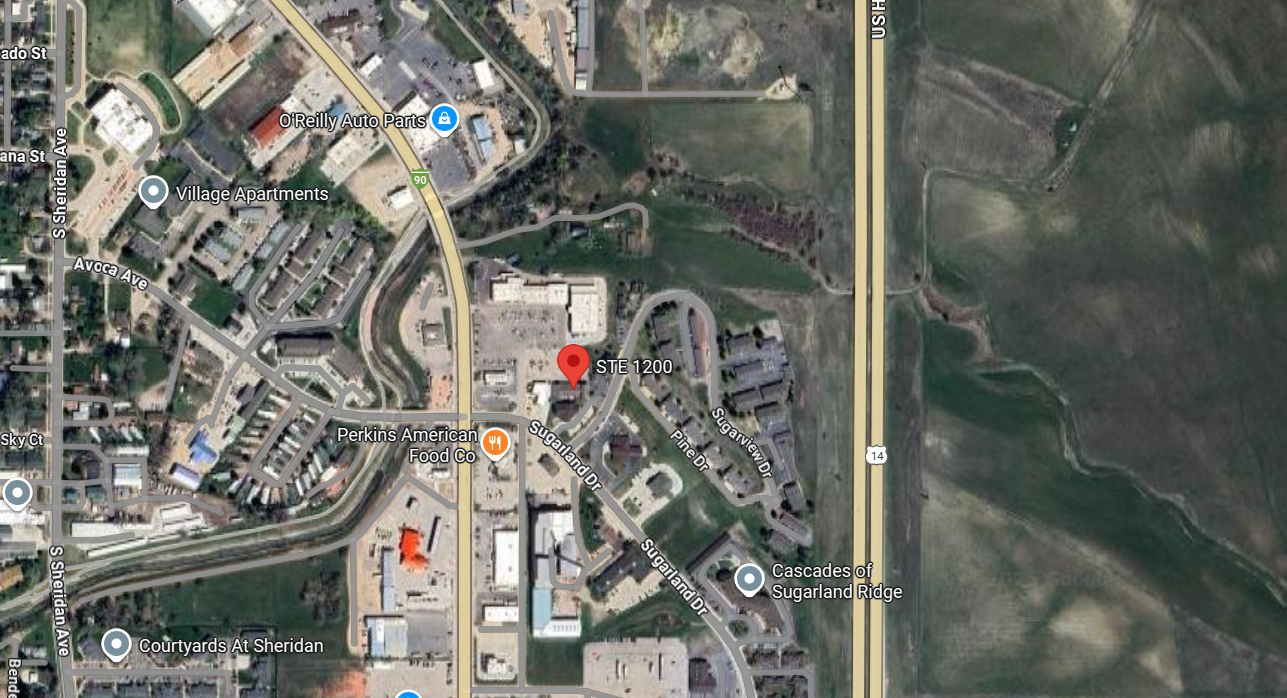 US H
ado St
O'Reilly Auto Parts
ana St
S Sheridan Ave
90
Village Apartments
Avoca Ave
STE 1200
Sugarview Dr
Perkins American
Food Co
Sky Ct
Sugarland Dr
Pine Dr
14
S Sheridan Ave
Sugarland Dr
Cascades of
Sugarland Ridge
Courtyards At Sheridan
Bende